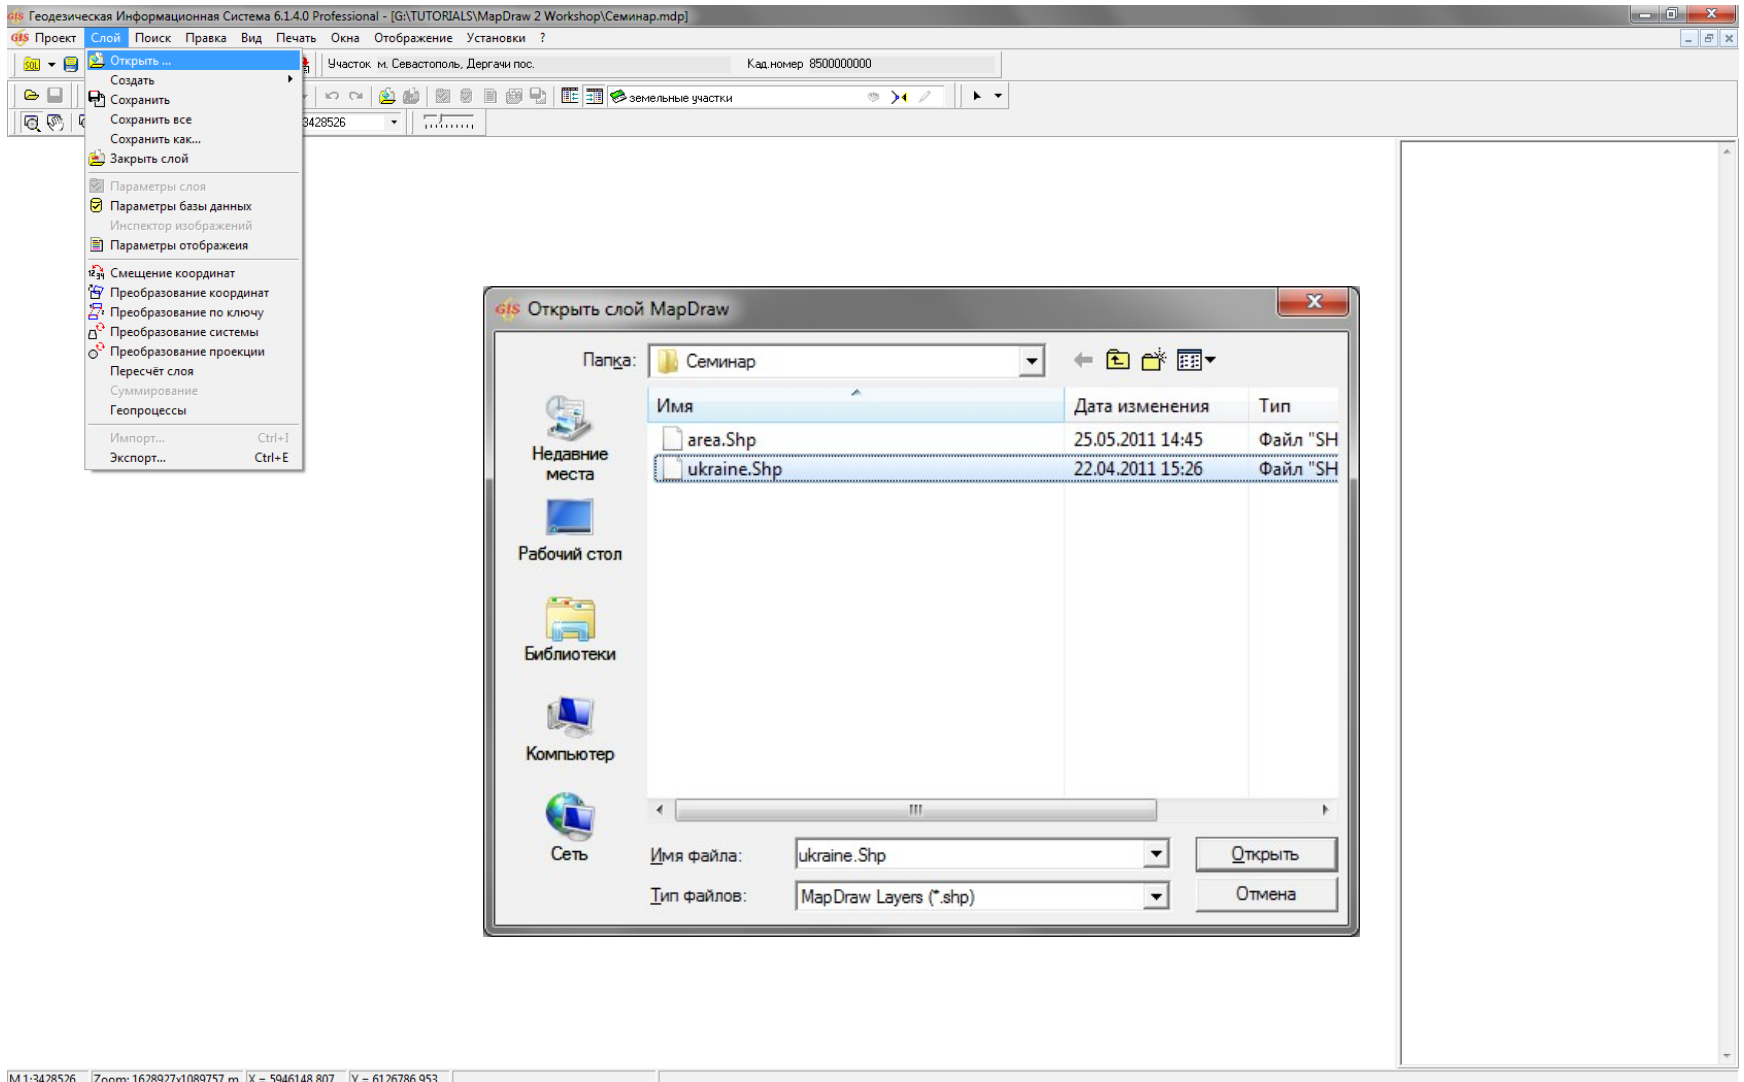 GIS Геодезическая Информационная Система 6.1.4.0 Professional - [G:\TUTORIALS\MapDraw 2 Workshop\Семинар.mdp]
GIS Проект Слой Поиск Правка Вид Печать Окна Отображение Установки ?
SQL Участок м. Севастополь, Дергачи пос. Кад.номер 8500000000
земельные участки
3428526
Открыть ...
Создать
Сохранить
Сохранить все
Сохранить как...
Закрыть слой
Параметры слоя
Параметры базы данных
Инспектор изображений
Параметры отображеия
Смещение координат
Преобразование координат
Преобразование по ключу
Преобразование системы
Преобразование проекции
Пересчёт слоя
Суммирование
Геопроцессы
Импорт... Ctrl+I
Экспорт... Ctrl+E
GIS Открыть слой MapDraw
Папка: Семинар
Имя Дата изменения Тип
area.Shp 25.05.2011 14:45 Файл "SH
ukraine.Shp 22.04.2011 15:26 Файл "SH
Недавние
места
Рабочий стол
Библиотеки
Компьютер
Сеть
Имя файла: ukraine.Shp Открыть
Тип файлов: MapDraw Layers (*.shp) Отмена
M 1:3428526 Zoom: 1628927x1089757 m X = 5946148.807 Y = 6126786.953